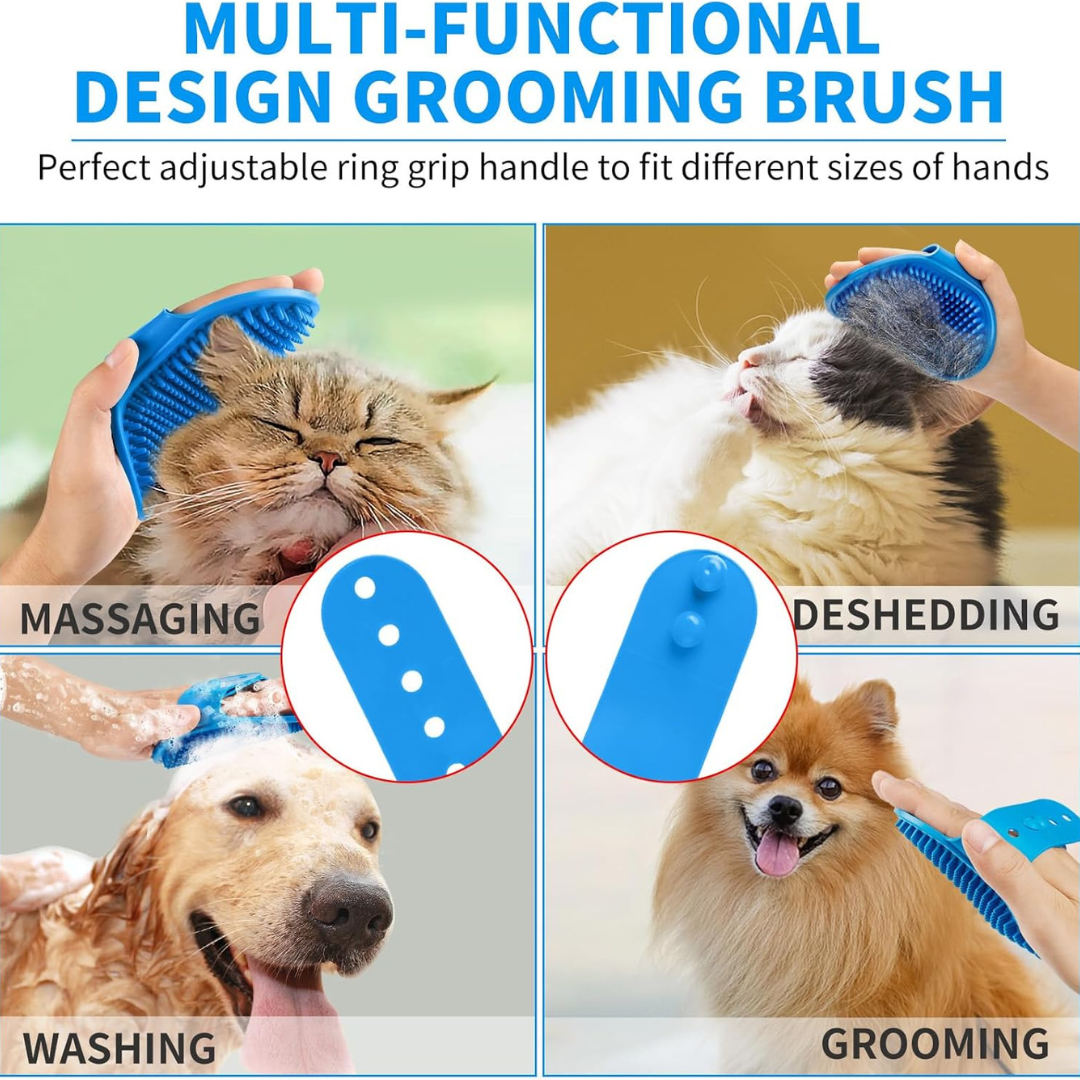 MULTI-FUNCTIONAL
DESIGN GROOMING BRUSH
Perfect adjustable ring grip handle to fit different sizes of hands
MASSAGING
DESHEDDING
WASHING
GROOMING